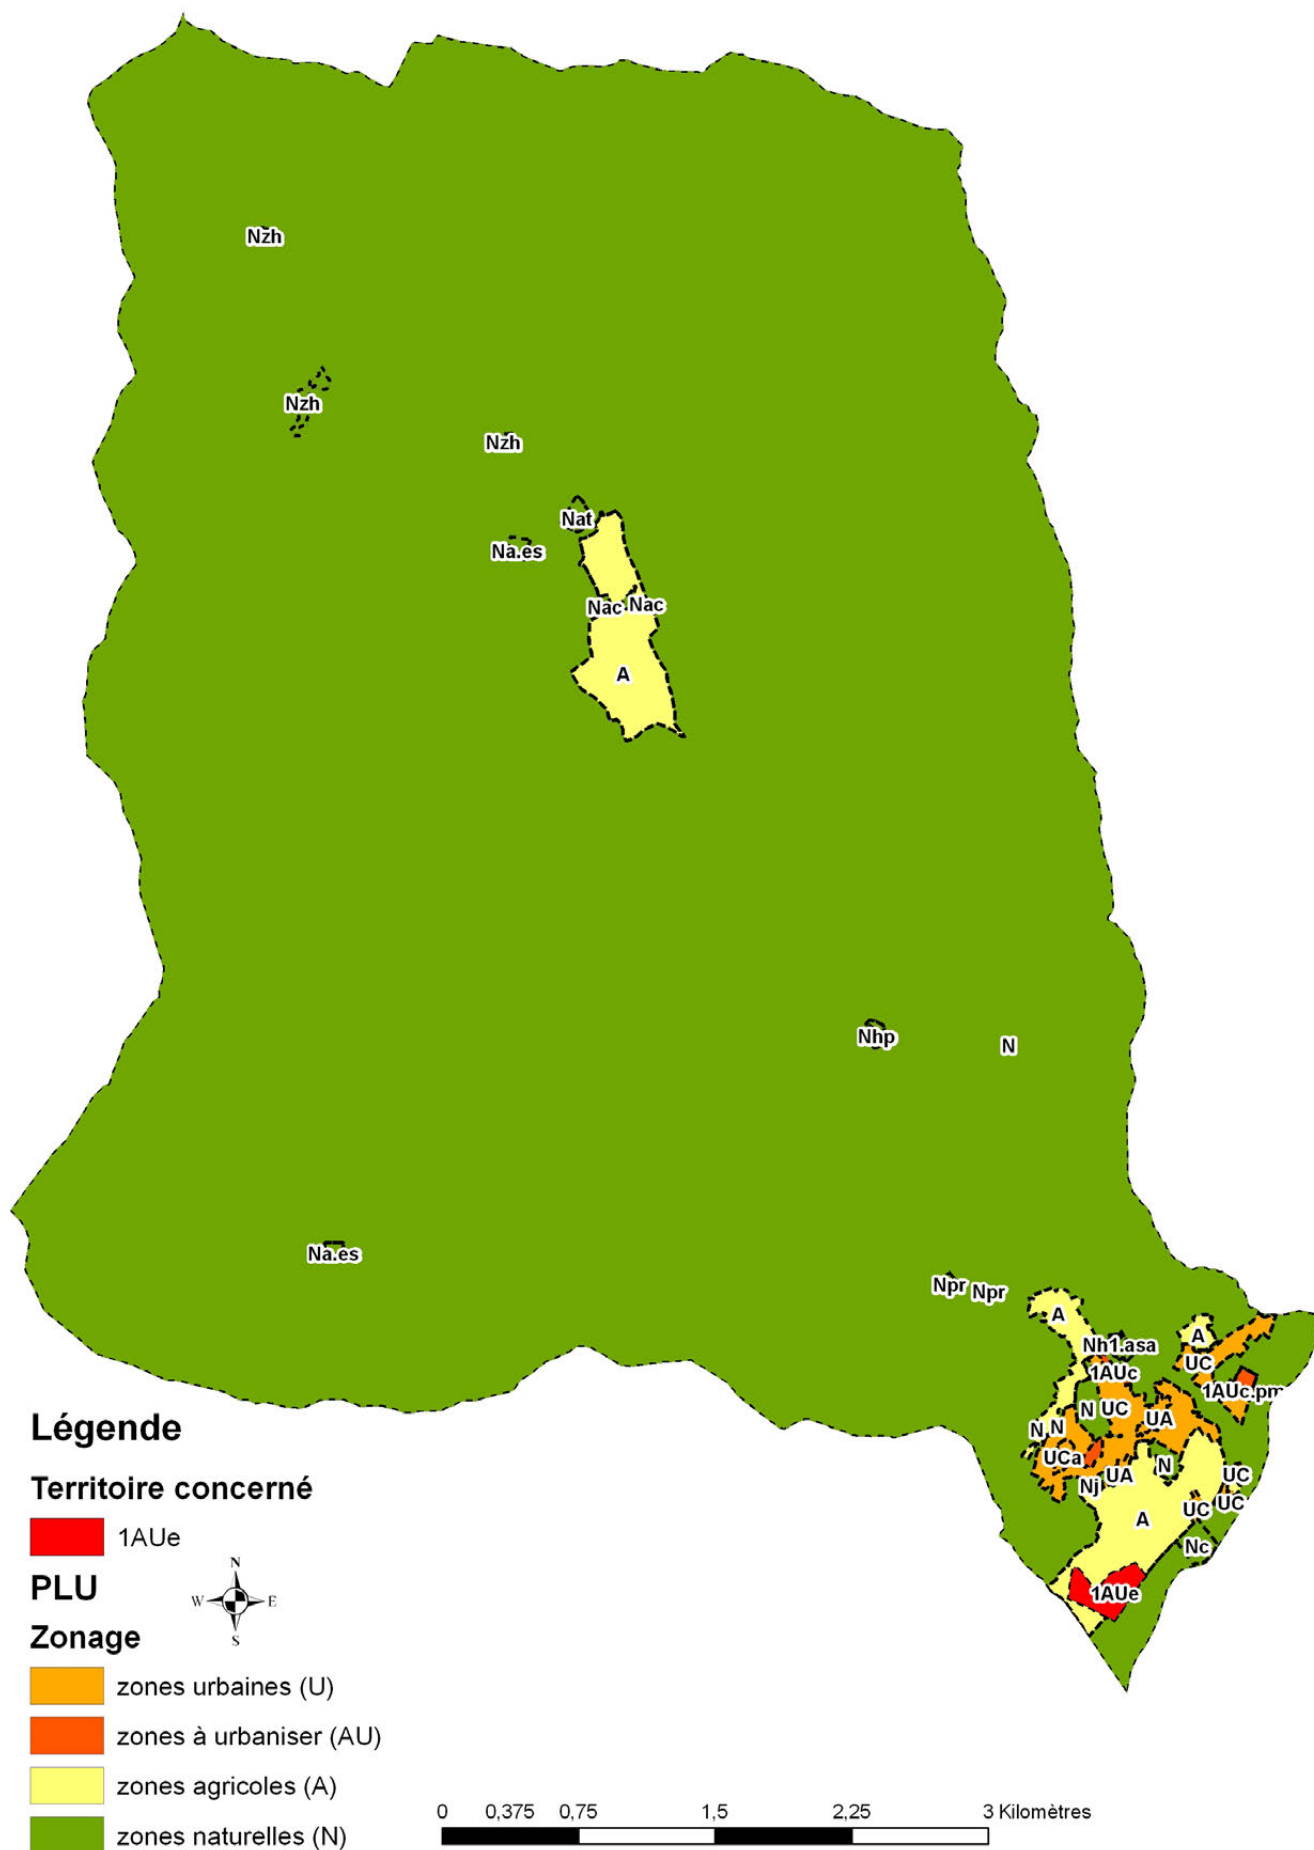 Nzh
Nzh
Nzh
Nat
Na.es
Nac
Nac
A
Nhp
N
Na.es
Npr
Npr
A
A
Nh1.asa
UC
1AUc
1AUc.pm
N
UC
UA
N
N
UCa
N
UA
UC
Nj
UC
UC
A
Nc
1AUe
Légende
Territoire concerné
1AUe
PLU
N
W
E
S
Zonage
zones urbaines (U)
zones à urbaniser (AU)
zones agricoles (A)
zones naturelles (N)
0 0,375 0,75 1,5 2,25 3 Kilomètres